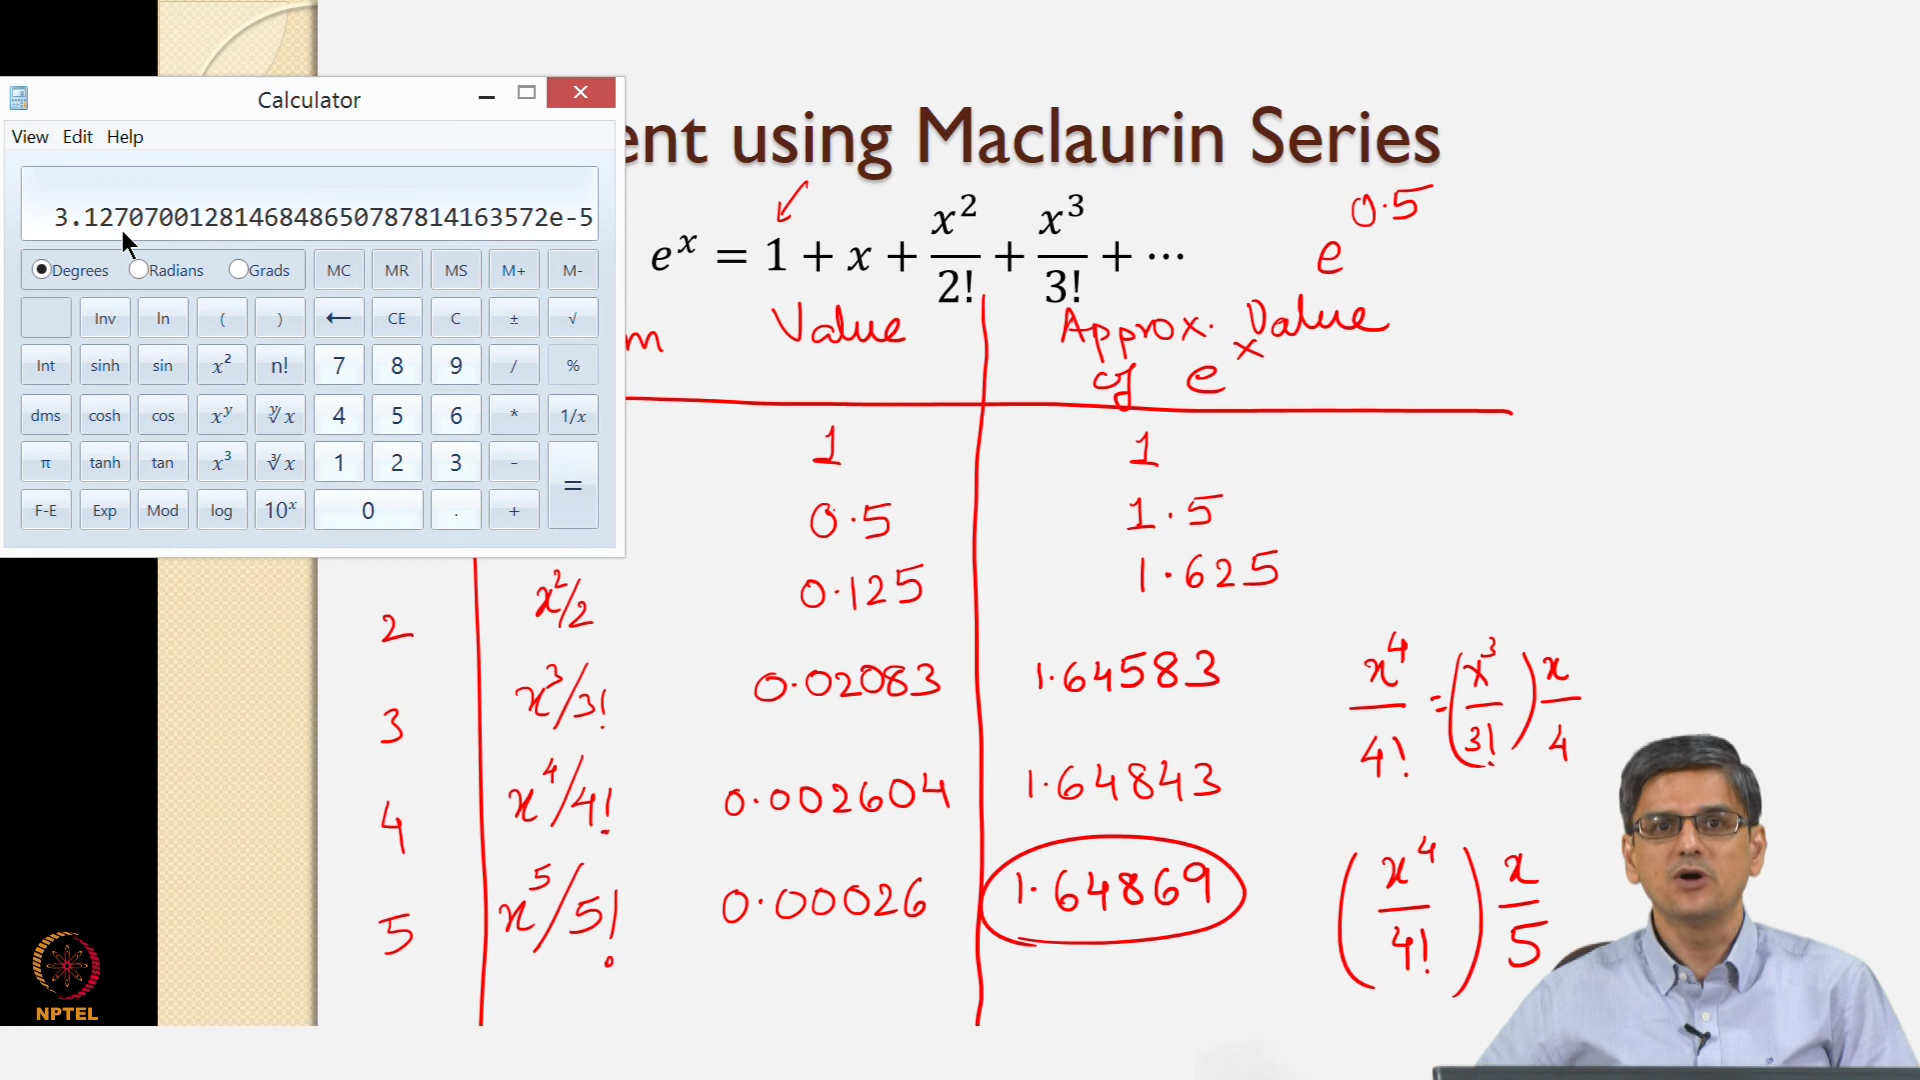 Calculator
View Edit Help
3.1270700128146848650787814163572e-5
Degrees Radians Grads MC MR MS M+ M-
Inv ln ( ) ← CE C ± √
Int sinh sin x² n! 7 8 9 / %
dms cosh cos xʸ ʸ√x 4 5 6 * 1/x
π tanh tan x³ ³√x 1 2 3 - =
F-E Exp Mod log 10ˣ 0 . +
ent using Maclaurin Series
eˣ = 1 + x + x²/2! + x³/3! + ⋯
e^0.5
m Value Approx. Value
of eˣ
1 1
0.5 1.5
2 x²/2 0.125 1.625
3 x³/3! 0.02083 1.64583
x⁴/4! = (x³/3!) x/4
4 x⁴/4! 0.002604 1.64843
5 x⁵/5! 0.00026 1.64869
(x⁴/4!) x/5
NPTEL